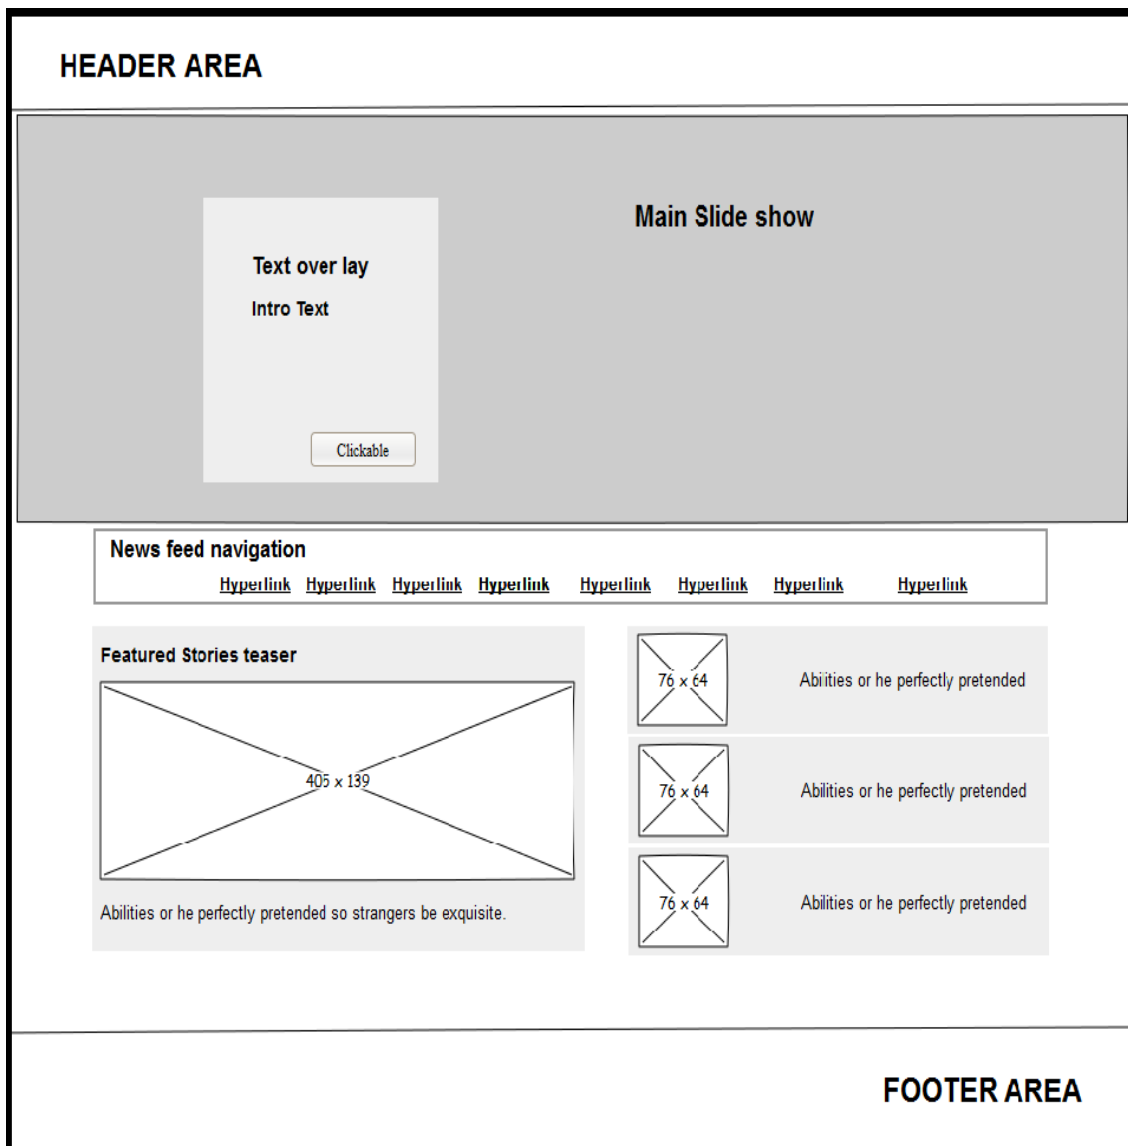 HEADER AREA
Main Slide show
Text over lay
Intro Text
Clickable
News feed navigation
Hyperlink Hyperlink Hyperlink Hyperlink Hyperlink Hyperlink Hyperlink Hyperlink
Featured Stories teaser
405 x 139
Abilities or he perfectly pretended so strangers be exquisite.
76 x 64
Abilities or he perfectly pretended
76 x 64
Abilities or he perfectly pretended
76 x 64
Abilities or he perfectly pretended
FOOTER AREA